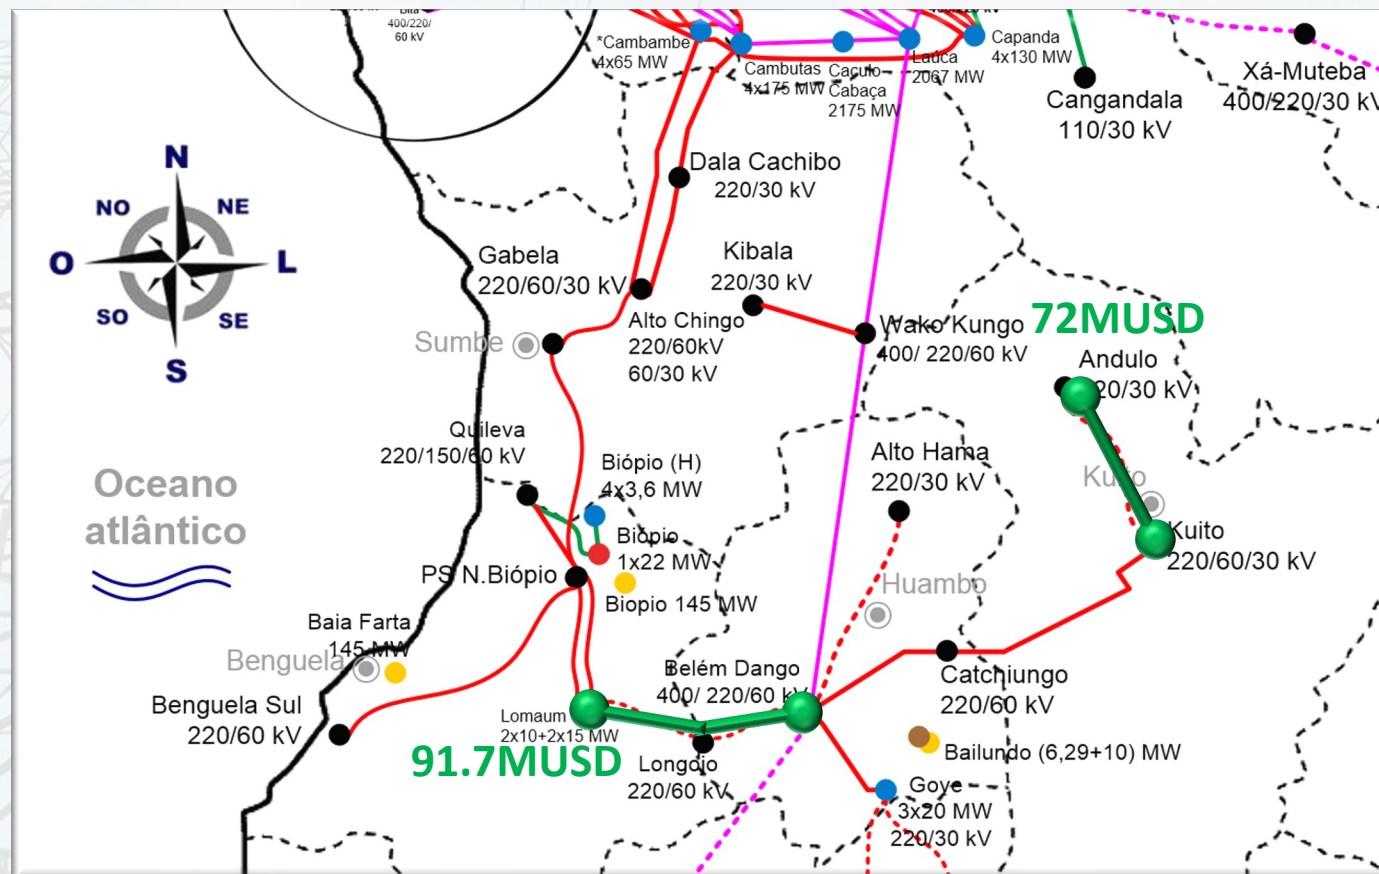 400/220/
60 kV
*Cambambe
4x65 MW
Cambutas
4x175 MW
Caculo
Cabaça
2175 MW
Laúca
2067 MW
Capanda
4x130 MW
Cangandala
110/30 kV
Xá-Muteba
400/220/30 kV
N
NO
NE
O
L
SO
SE
S
Dala Cachibo
220/30 kV
Gabela
220/60/30 kV
Kibala
220/30 kV
Alto Chingo
220/60kV
60/30 kV
Sumbe
Wako Kungo
400/ 220/60 kV
72MUSD
Andulo
20/30 kV
Quileva
220/150/60 kV
Biópio (H)
4x3,6 MW
Biópio
1x22 MW
Alto Hama
220/30 kV
Kuito
Kuito
220/60/30 kV
Oceano
atlântico
PS N.Biópio
Biopio 145 MW
Huambo
Baia Farta
145 MW
Benguela
Benguela Sul
220/60 kV
Belém Dango
400/ 220/60 kV
Catchiungo
220/60 kV
Lomaum
2x10+2x15 MW
91.7MUSD
Longojo
220/60 kV
Bailundo (6,29+10) MW
Gove
3x20 MW
220/30 kV